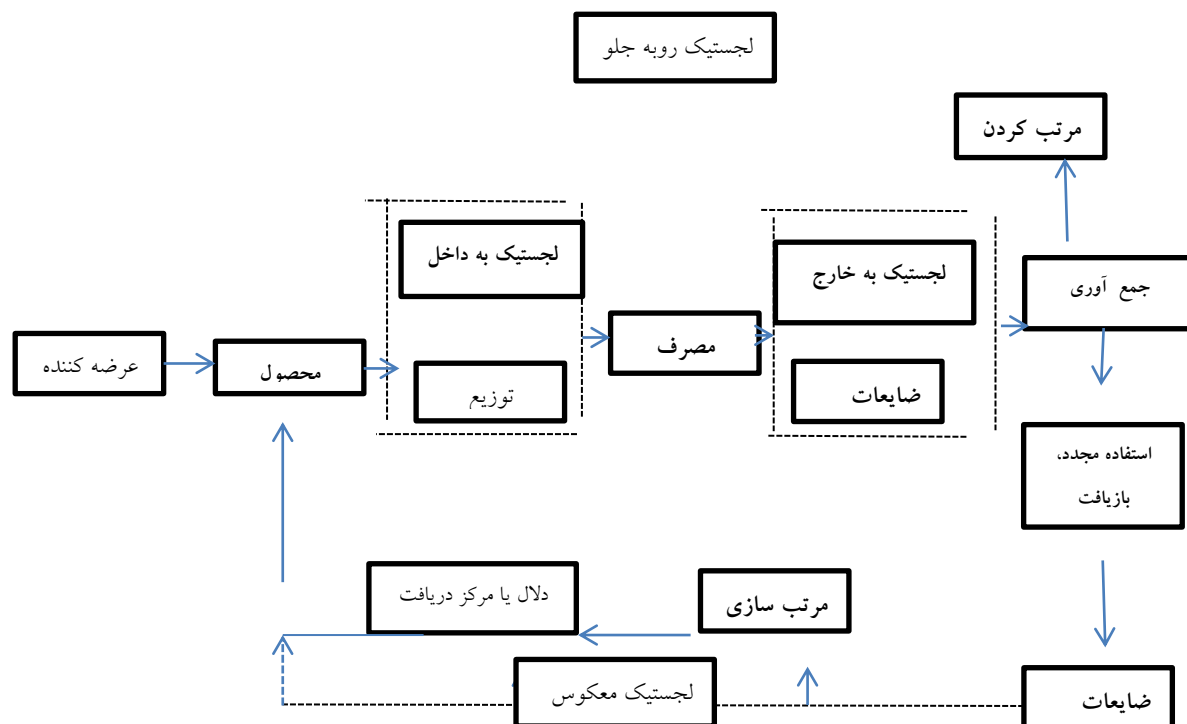 لجستیک روبه جلو
مرتب کردن
لجستیک به داخل
لجستیک به خارج
جمع آوری
عرضه کننده
محصول
مصرف
توزیع
ضایعات
استفاده مجدد،
بازیافت
دلال یا مرکز دریافت
مرتب سازی
لجستیک معکوس
ضایعات